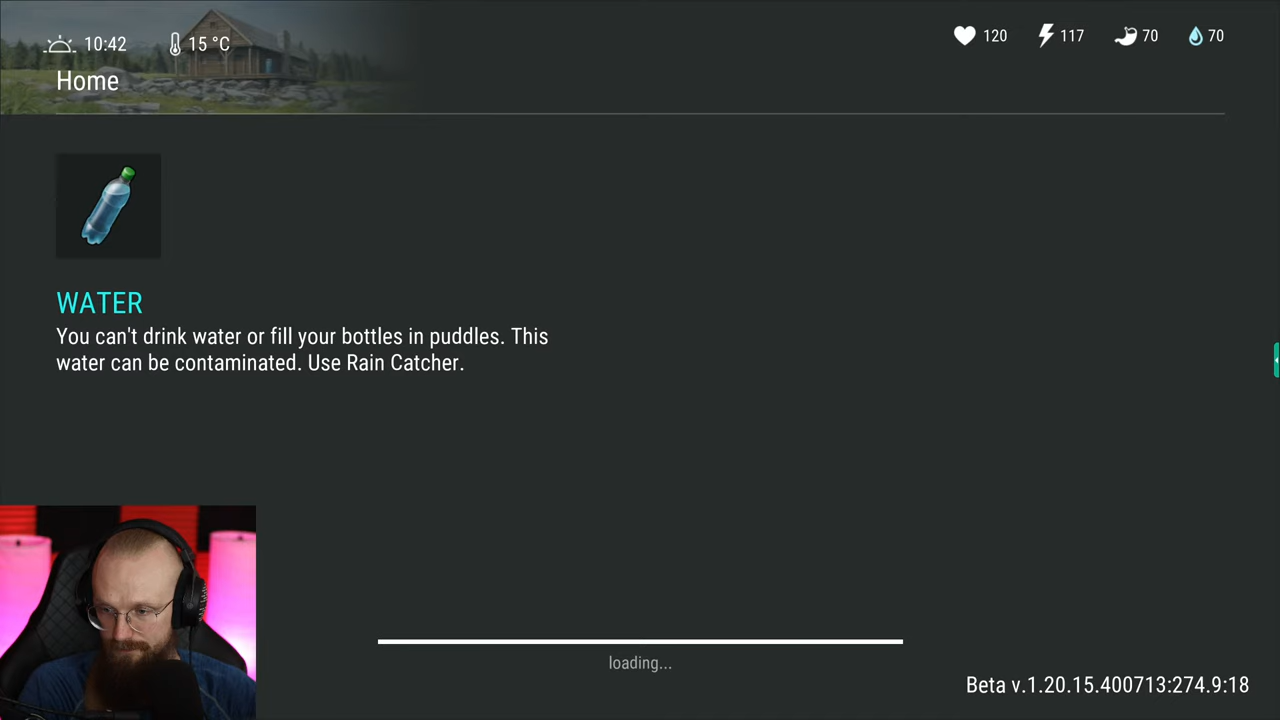 10:42 15 °C 120 117 70 70
Home
WATER
You can't drink water or fill your bottles in puddles. This
water can be contaminated. Use Rain Catcher.
loading...
Beta v.1.20.15.400713:274.9:18